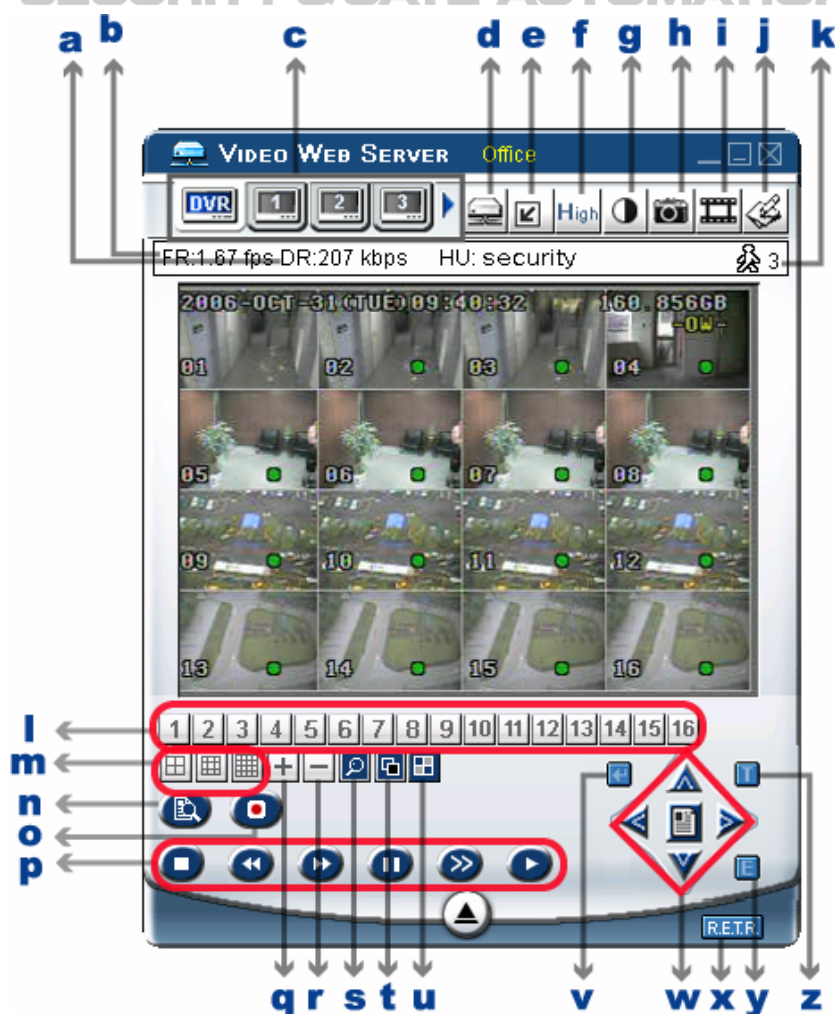 SECURITY & GATE AUTOMATION
a b c d e f g h i j k
VIDEO WEB SERVER Office
DVR 1 2 3 High
FR:1.67 fps DR:207 kbps HU: security 3
2006-OCT-31(TUE)09:40:32 160.856GB
-OW-
01 02 03 04
05 06 07 08
09 10 11 12
13 14 15 16
l 1 2 3 4 5 6 7 8 9 10 11 12 13 14 15 16
m
T
n
o
p
E
R.E.T.R.
q r s t u v w x y z